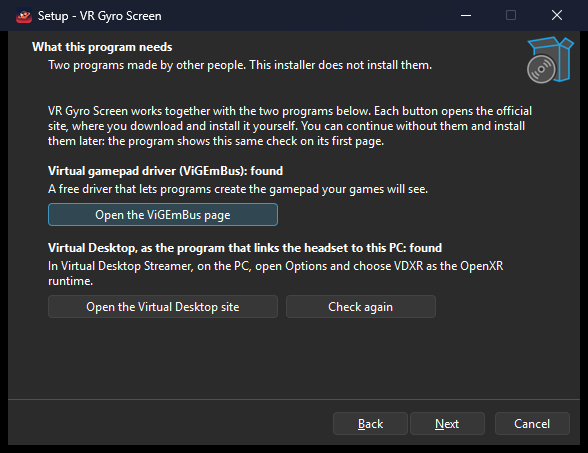 Setup - VR Gyro Screen
What this program needs
Two programs made by other people. This installer does not install them.
VR Gyro Screen works together with the two programs below. Each button opens the official
site, where you download and install it yourself. You can continue without them and install
them later: the program shows this same check on its first page.
Virtual gamepad driver (ViGEmBus): found
A free driver that lets programs create the gamepad your games will see.
Open the ViGEmBus page
Virtual Desktop, as the program that links the headset to this PC: found
In Virtual Desktop Streamer, on the PC, open Options and choose VDXR as the OpenXR
runtime.
Open the Virtual Desktop site
Check again
Back
Next
Cancel